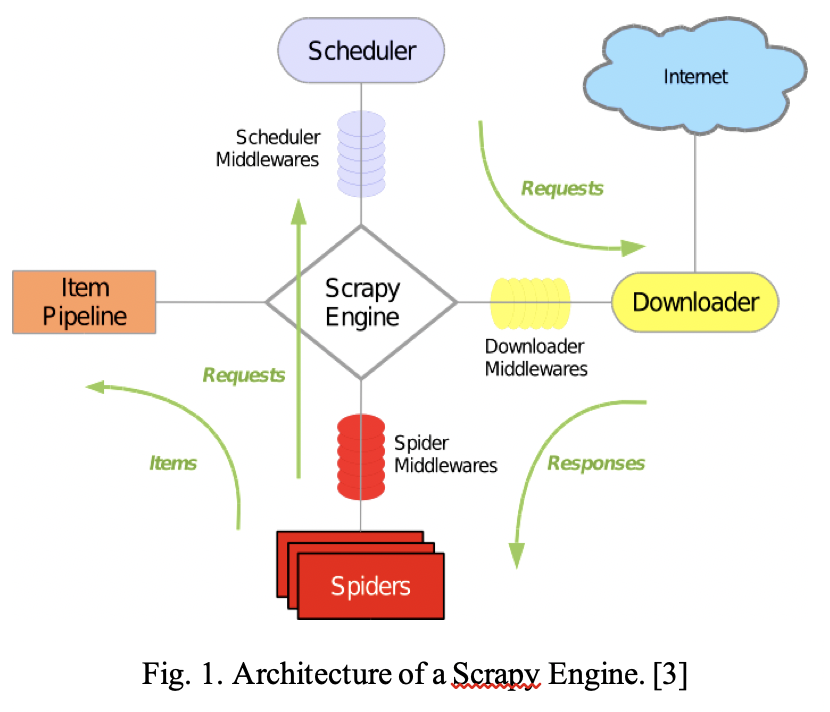 Scheduler
Internet
Scheduler
Middlewares
Requests
Item
Pipeline
Scrapy
Engine
Downloader
Downloader
Middlewares
Requests
Items
Spider
Middlewares
Responses
Spiders
Fig. 1. Architecture of a Scrapy Engine. [3]